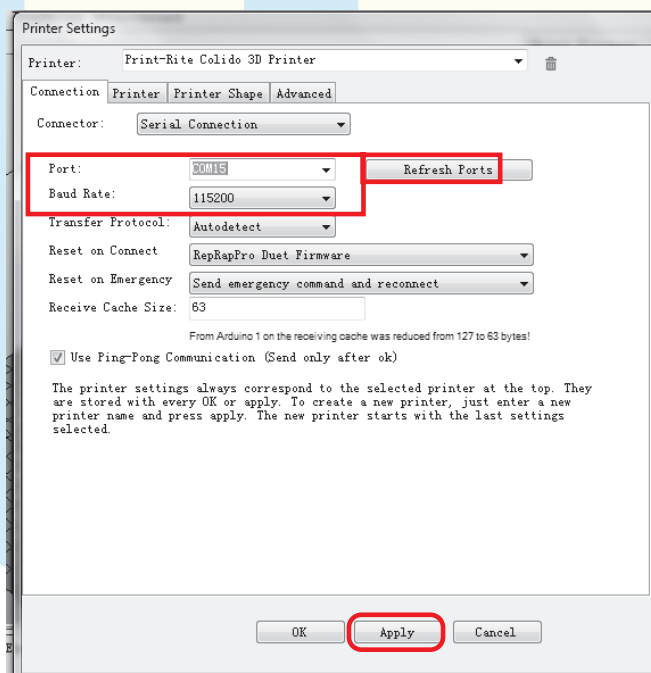 Printer Settings
Printer: Print-Rite Colido 3D Printer
Connection Printer Printer Shape Advanced
Connector: Serial Connection
Port: COM15 Refresh Ports
Baud Rate: 115200
Transfer Protocol: Autodetect
Reset on Connect RepRapPro Duet Firmware
Reset on Emergency Send emergency command and reconnect
Receive Cache Size: 63
From Arduino 1 on the receiving cache was reduced from 127 to 63 bytes!
Use Ping-Pong Communication (Send only after ok)
The printer settings always correspond to the selected printer at the top. They
are stored with every OK or apply. To create a new printer, just enter a new
printer name and press apply. The new printer starts with the last settings
selected.
OK Apply Cancel